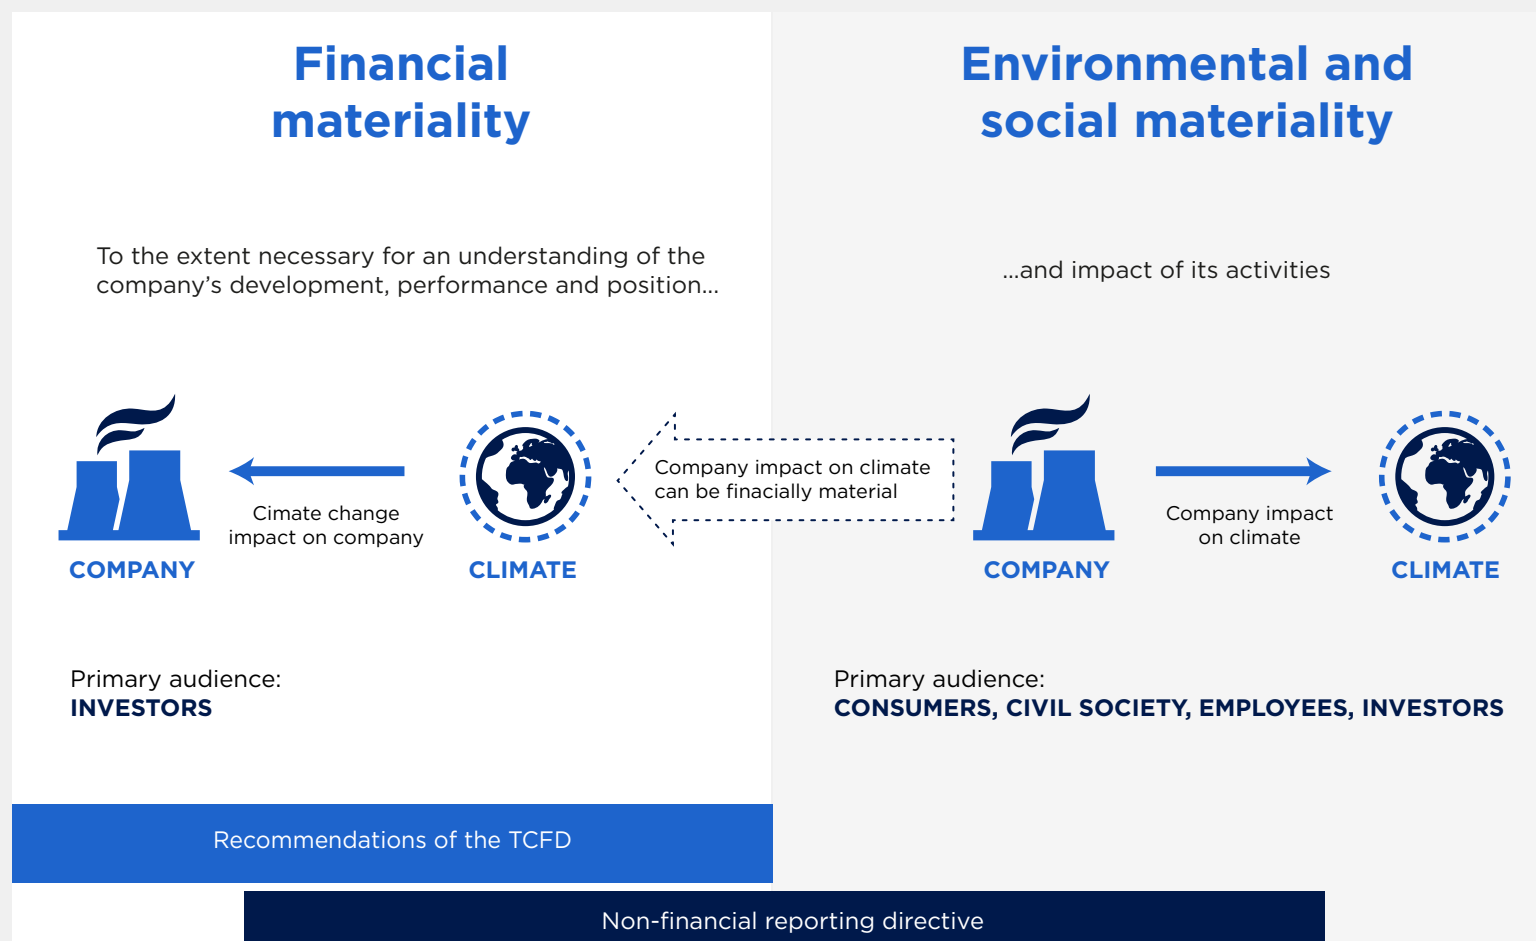 Financial
materiality
To the extent necessary for an understanding of the
company’s development, performance and position...
Cimate change
impact on company
COMPANY
CLIMATE
Primary audience:
INVESTORS
Recommendations of the TCFD
Company impact on climate
can be finacially material
Environmental and
social materiality
...and impact of its activities
Company impact
on climate
COMPANY
CLIMATE
Primary audience:
CONSUMERS, CIVIL SOCIETY, EMPLOYEES, INVESTORS
Non-financial reporting directive